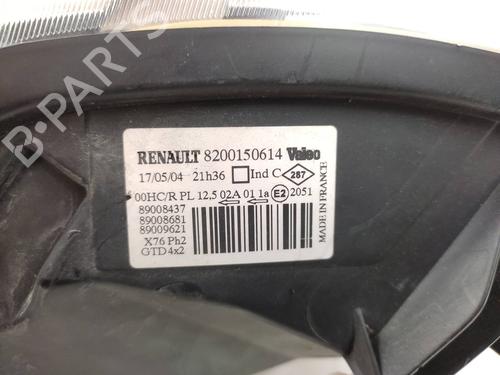 B-PARTS
RENAULT 8200150614 Valeo
17/05/04 21h36 Ind C 287
00HC/R PL 12,5 02A 01 1a E2 2051
89008437
89008681
89009621
X76 Ph2
GTD 4x2
MADE IN FRANCE